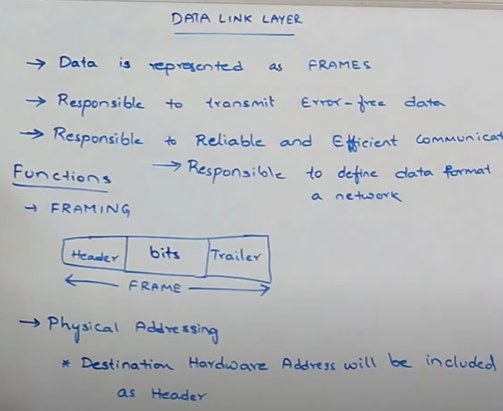 DATA LINK LAYER
→ Data is represented as FRAMES
→ Responsible to transmit Error-free data
→ Responsible to Reliable and Efficient
→ Responsible to define data format
a network
Functions
→ FRAMING
Header bits Trailer
FRAME
→ Physical Addressing
* Destination Hardware Address will be included
as Header